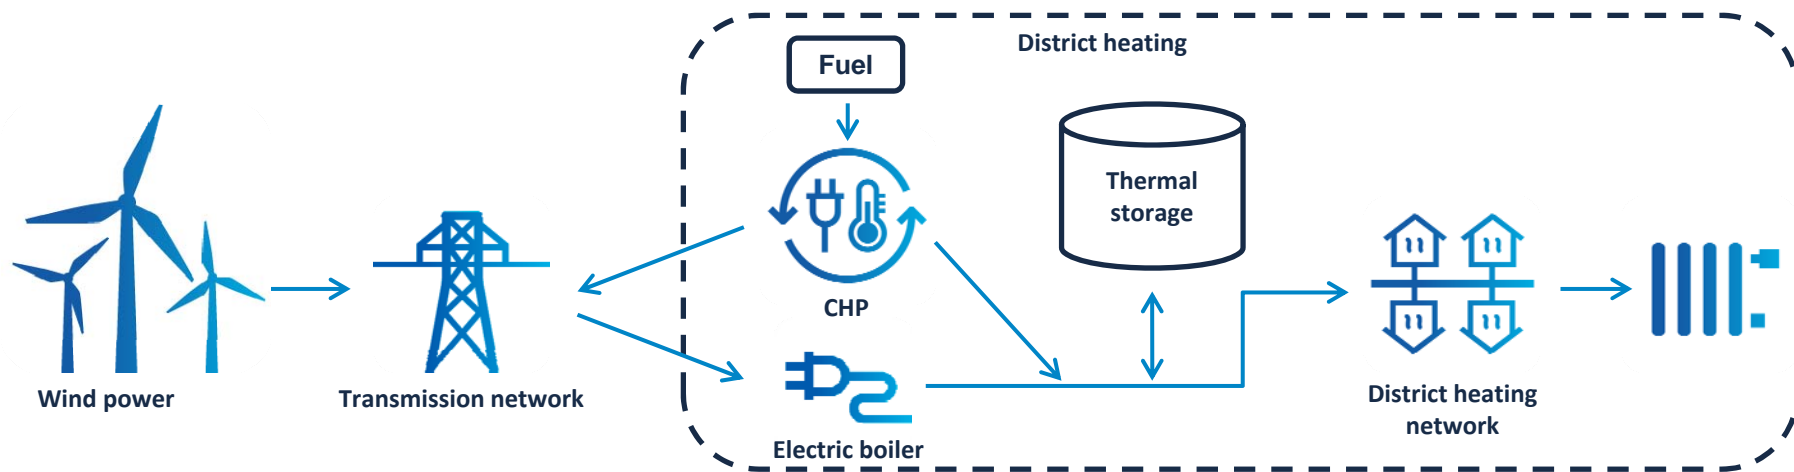 District heating
Fuel
Thermal
storage
CHP
Wind power
Transmission network
District heating
network
Electric boiler